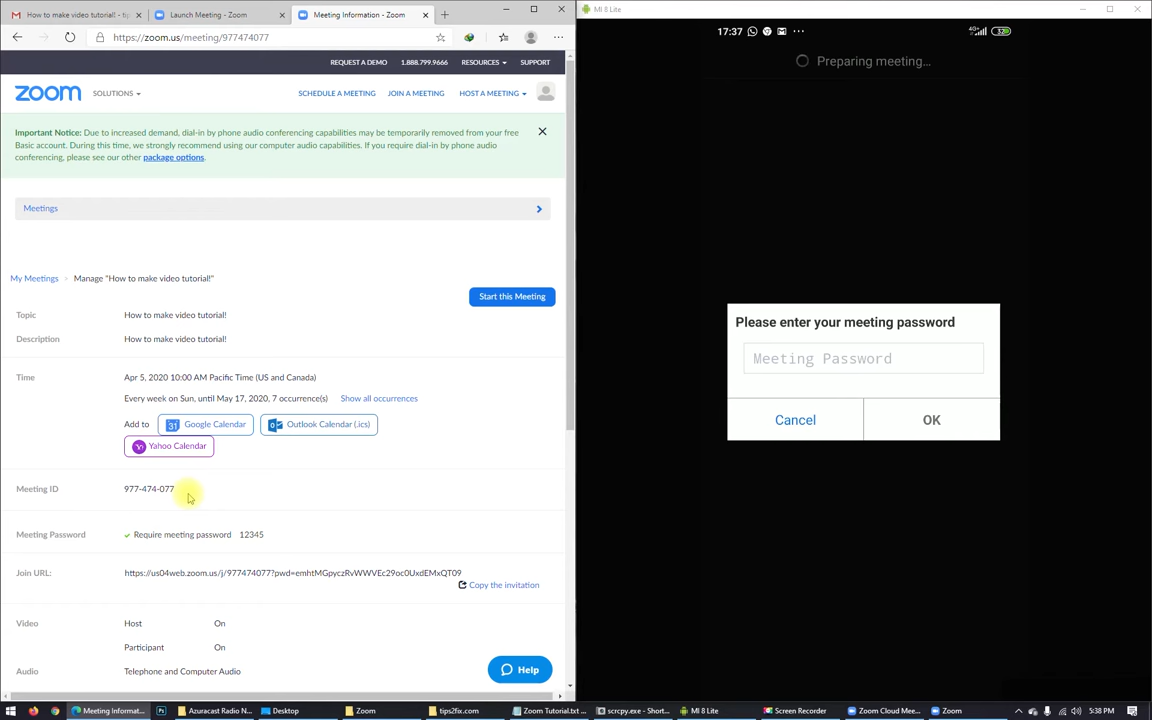 How to make video tutorial! - tip
Launch Meeting - Zoom
Meeting Information - Zoom
https://zoom.us/meeting/977474077
REQUEST A DEMO 1.888.799.9666 RESOURCES SUPPORT
zoom SOLUTIONS SCHEDULE A MEETING JOIN A MEETING HOST A MEETING
Important Notice: Due to increased demand, dial-in by phone audio conferencing capabilities may be temporarily removed from your free
Basic account. During this time, we strongly recommend using our computer audio capabilities. If you require dial-in by phone audio
conferencing, please see our other package options.
Meetings
My Meetings > Manage "How to make video tutorial!"
Start this Meeting
Topic How to make video tutorial!
Description How to make video tutorial!
Time Apr 5, 2020 10:00 AM Pacific Time (US and Canada)
Every week on Sun, until May 17, 2020, 7 occurrence(s) Show all occurrences
Add to Google Calendar Outlook Calendar (.ics)
Yahoo Calendar
Meeting ID 977-474-077
Meeting Password Require meeting password 12345
Join URL: https://us04web.zoom.us/j/977474077?pwd=emhtMGpyczRvWWVEc29oc0UxdEMxQT09
Copy the invitation
Video Host On
Participant On
Audio Telephone and Computer Audio
Help
MI 8 Lite
17:37 4G 32
Preparing meeting...
Please enter your meeting password
Meeting Password
Cancel OK
Meeting Informat... Azuracast Radio N... Desktop Zoom tips2fix.com Zoom Tutorial.txt ... scrcpy.exe - Short... MI 8 Lite Screen Recorder Zoom Cloud Mee... Zoom 5:38 PM